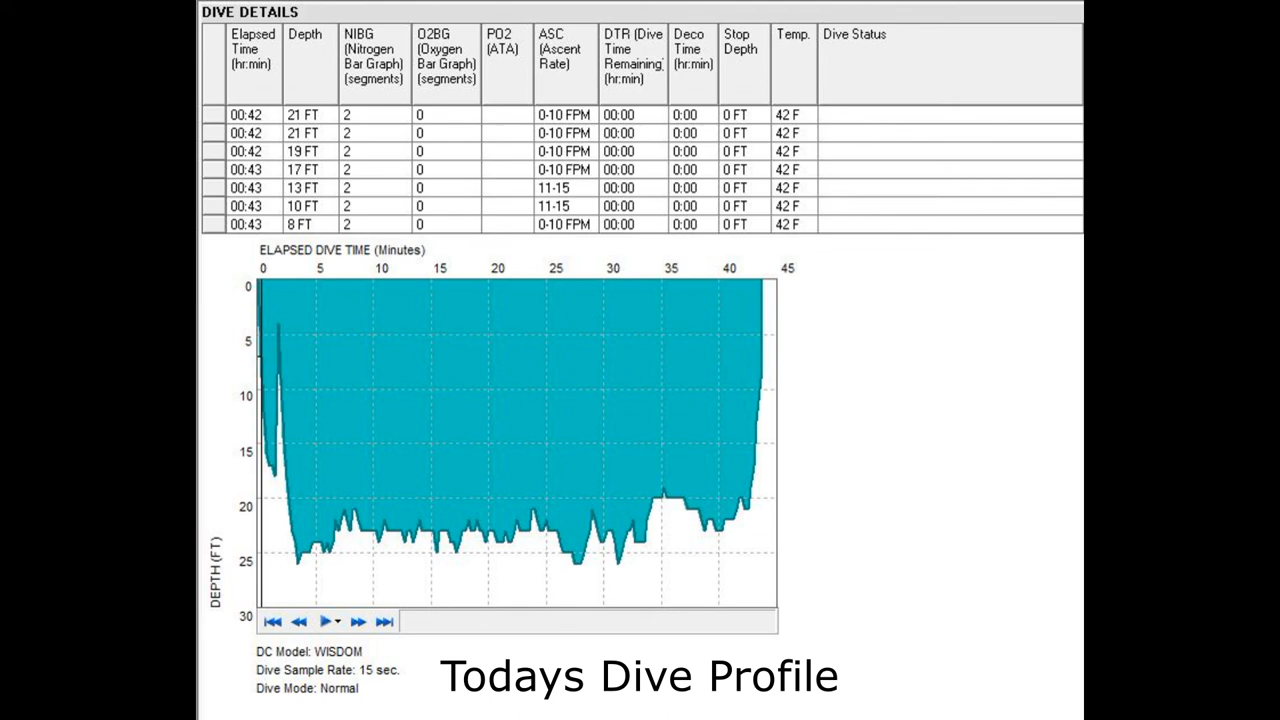 DIVE DETAILS
Elapsed Time (hr:min) Depth NIBG (Nitrogen Bar Graph) (segments) O2BG (Oxygen Bar Graph) (segments) PO2 (ATA) ASC (Ascent Rate) DTR (Dive Time Remaining) (hr:min) Deco Time (hr:min) Stop Depth Temp. Dive Status
00:42 21 FT 2 0 0-10 FPM 00:00 0:00 0 FT 42 F
00:42 21 FT 2 0 0-10 FPM 00:00 0:00 0 FT 42 F
00:42 19 FT 2 0 0-10 FPM 00:00 0:00 0 FT 42 F
00:43 17 FT 2 0 0-10 FPM 00:00 0:00 0 FT 42 F
00:43 13 FT 2 0 11-15 00:00 0:00 0 FT 42 F
00:43 10 FT 2 0 11-15 00:00 0:00 0 FT 42 F
00:43 8 FT 2 0 0-10 FPM 00:00 0:00 0 FT 42 F
ELAPSED DIVE TIME (Minutes)
0 5 10 15 20 25 30 35 40 45
0
5
10
15
20
25
30
DEPTH (FT)
DC Model: WISDOM
Dive Sample Rate: 15 sec.
Dive Mode: Normal
Todays Dive Profile